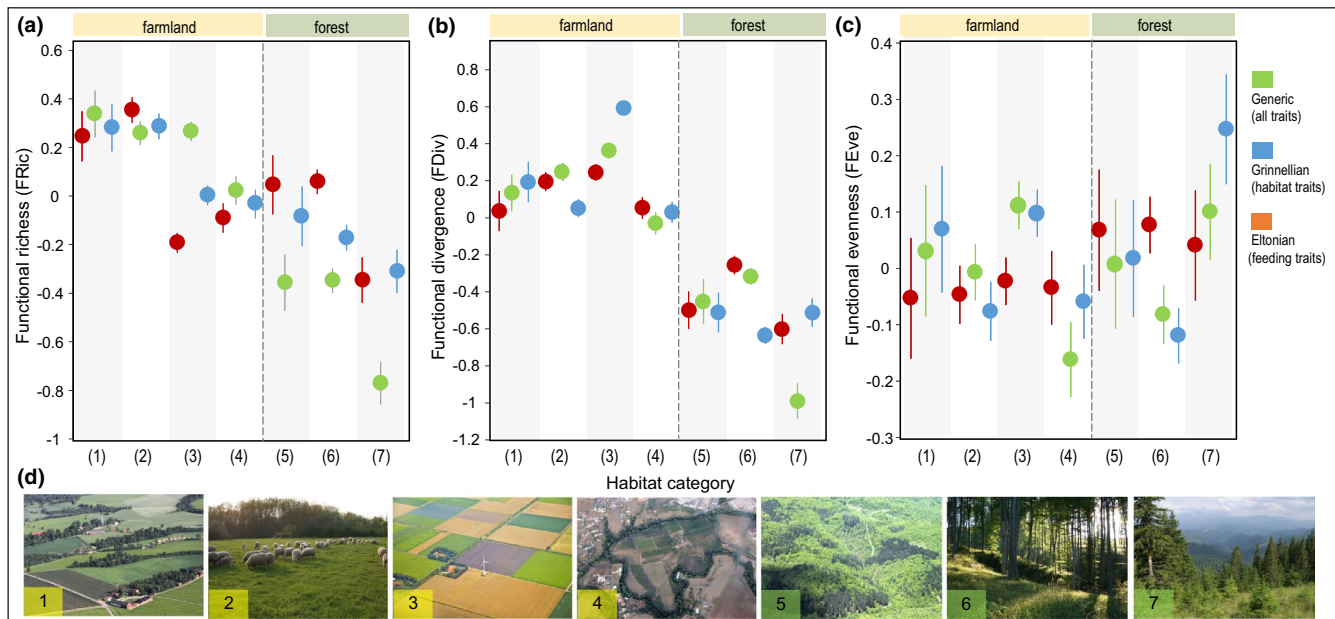 (a)
farmland
forest
Functional richess (FRic)
0.6
0.4
0.2
0
-0.2
-0.4
-0.6
-0.8
-1
(1)
(2)
(3)
(4)
(5)
(6)
(7)
(b)
farmland
forest
Functional divergence (FDiv)
0.8
0.6
0.4
0.2
0
-0.2
-0.4
-0.6
-0.8
-1
-1.2
(1)
(2)
(3)
(4)
(5)
(6)
(7)
Habitat category
(c)
farmland
forest
Functional evenness (FEve)
0.4
0.3
0.2
0.1
0
-0.1
-0.2
-0.3
(1)
(2)
(3)
(4)
(5)
(6)
(7)
Generic
(all traits)
Grinnellian
(habitat traits)
Eltonian
(feeding traits)
(d)
1
2
3
4
5
6
7